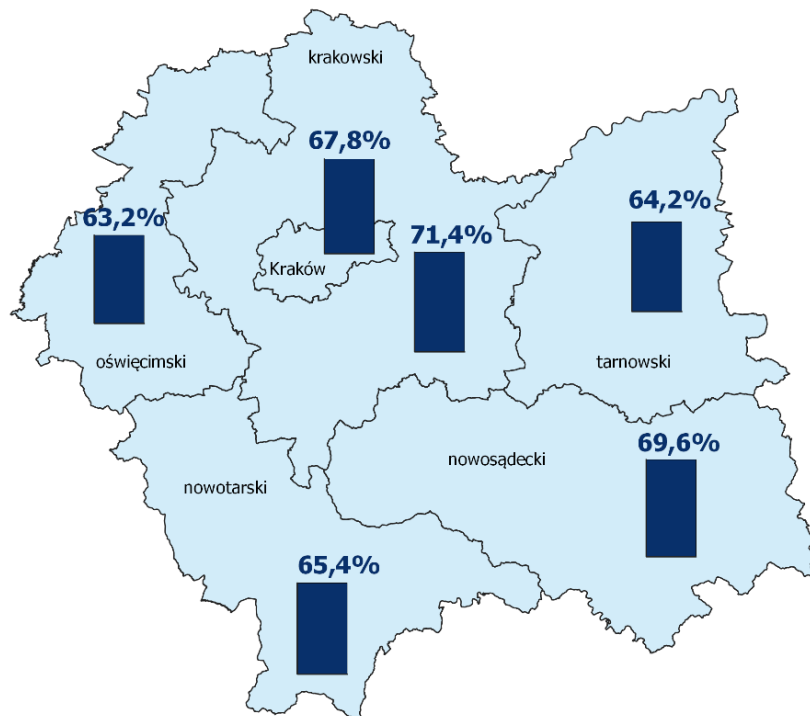 krakowski
67,8%
63,2%
64,2%
71,4%
Kraków
oświęcimski
tarnowski
69,6%
nowosądecki
nowotarski
65,4%